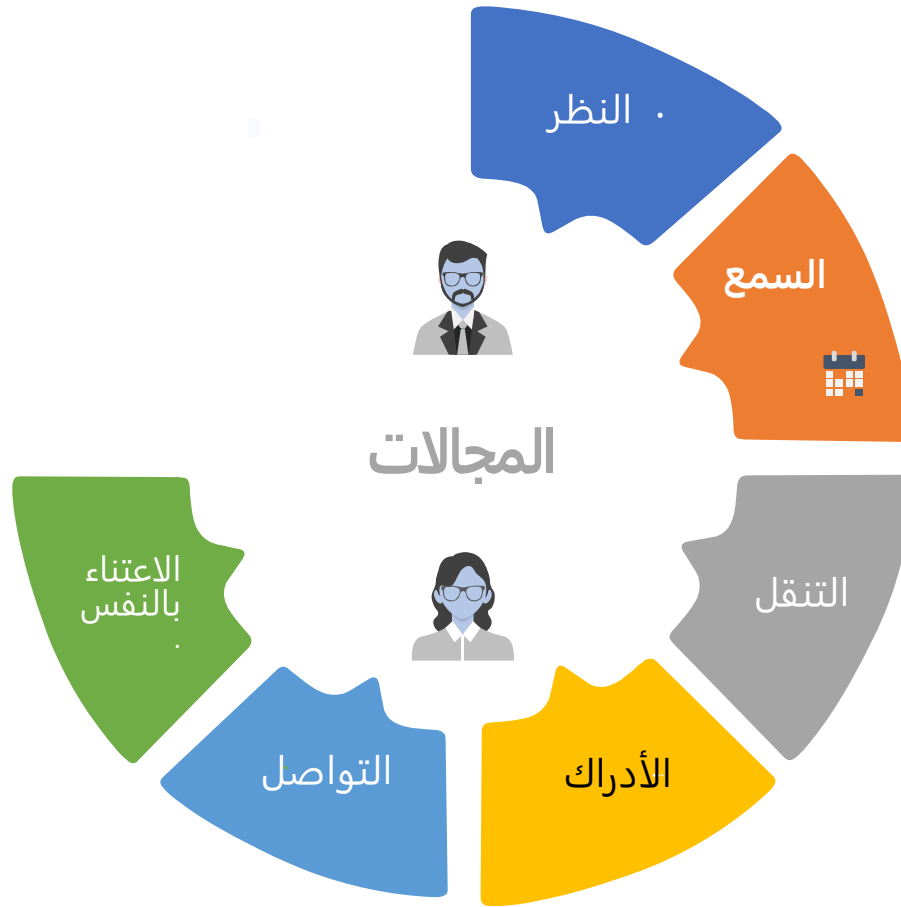 النظر
السمع
المجالات
التنقل
الأدراك
التواصل
الاعتناء
بالنفس
.